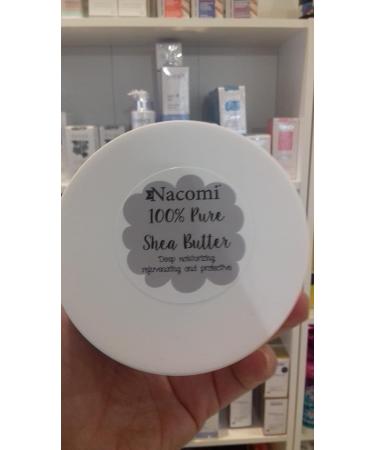 Nacomi
100% Pure
Shea Butter
Deep moisturizing,
rejuvenating and protective